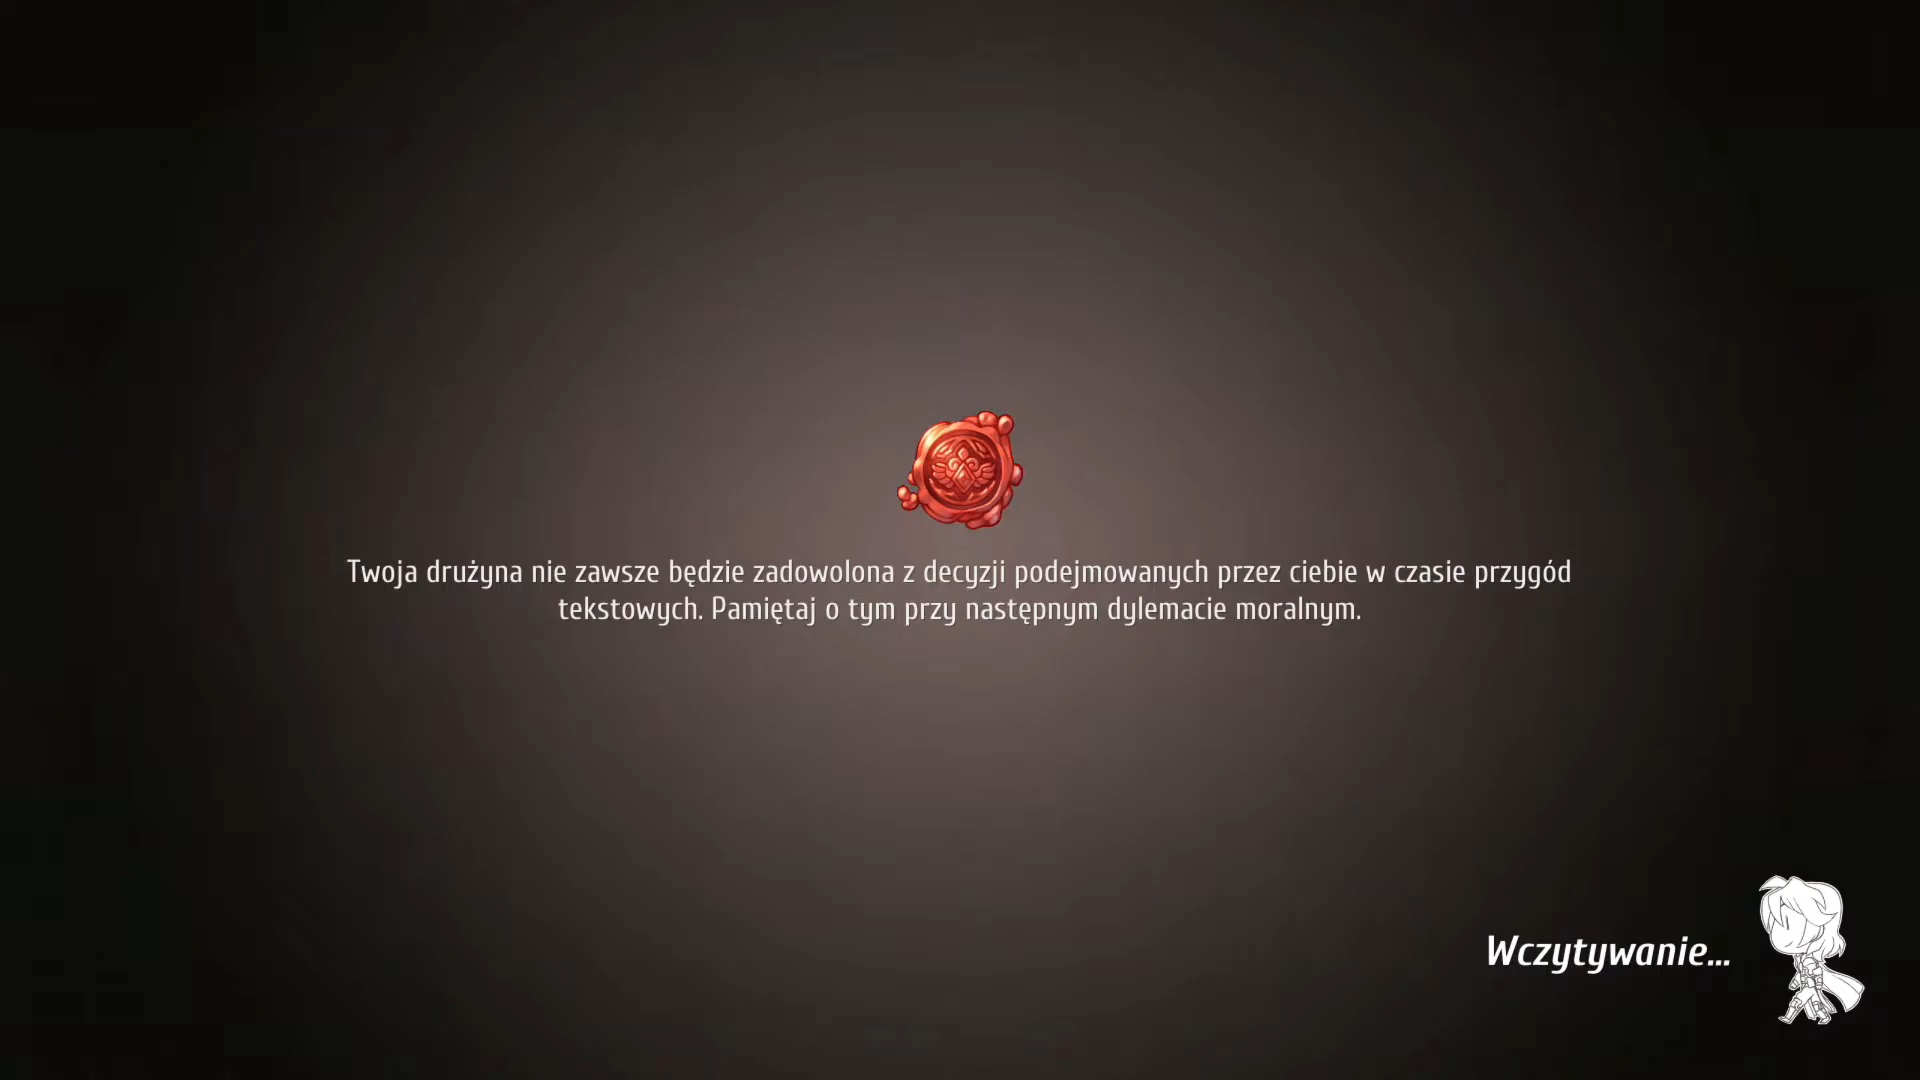 Twoja drużyna nie zawsze będzie zadowolona z decyzji podejmowanych przez ciebie w czasie przygód
tekstowych. Pamiętaj o tym przy następnym dylemacie moralnym.
Wczytywanie...